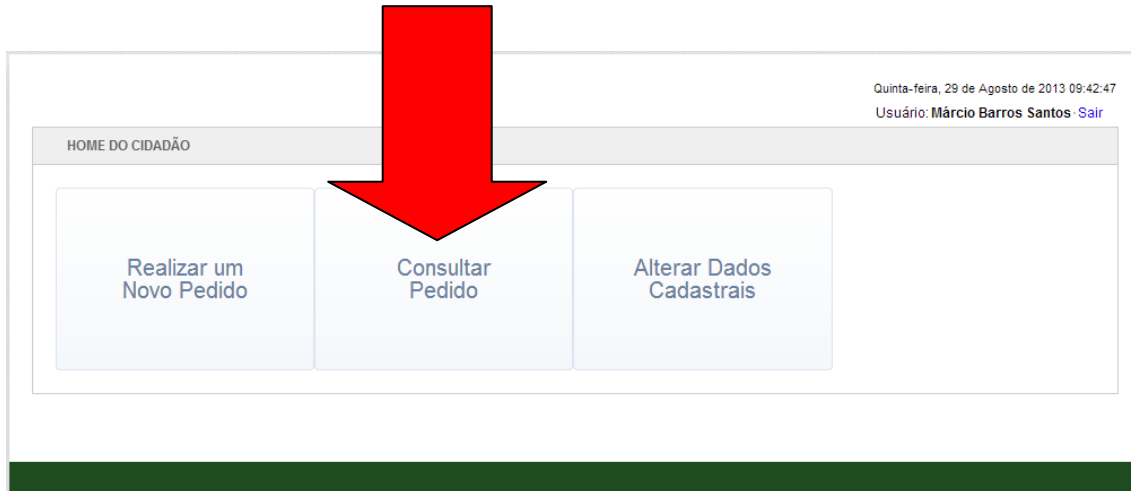 Quinta-feira, 29 de Agosto de 2013 09:42:47
Usuário: Márcio Barros Santos · Sair
HOME DO CIDADÃO
Realizar um
Novo Pedido
Consultar
Pedido
Alterar Dados
Cadastrais